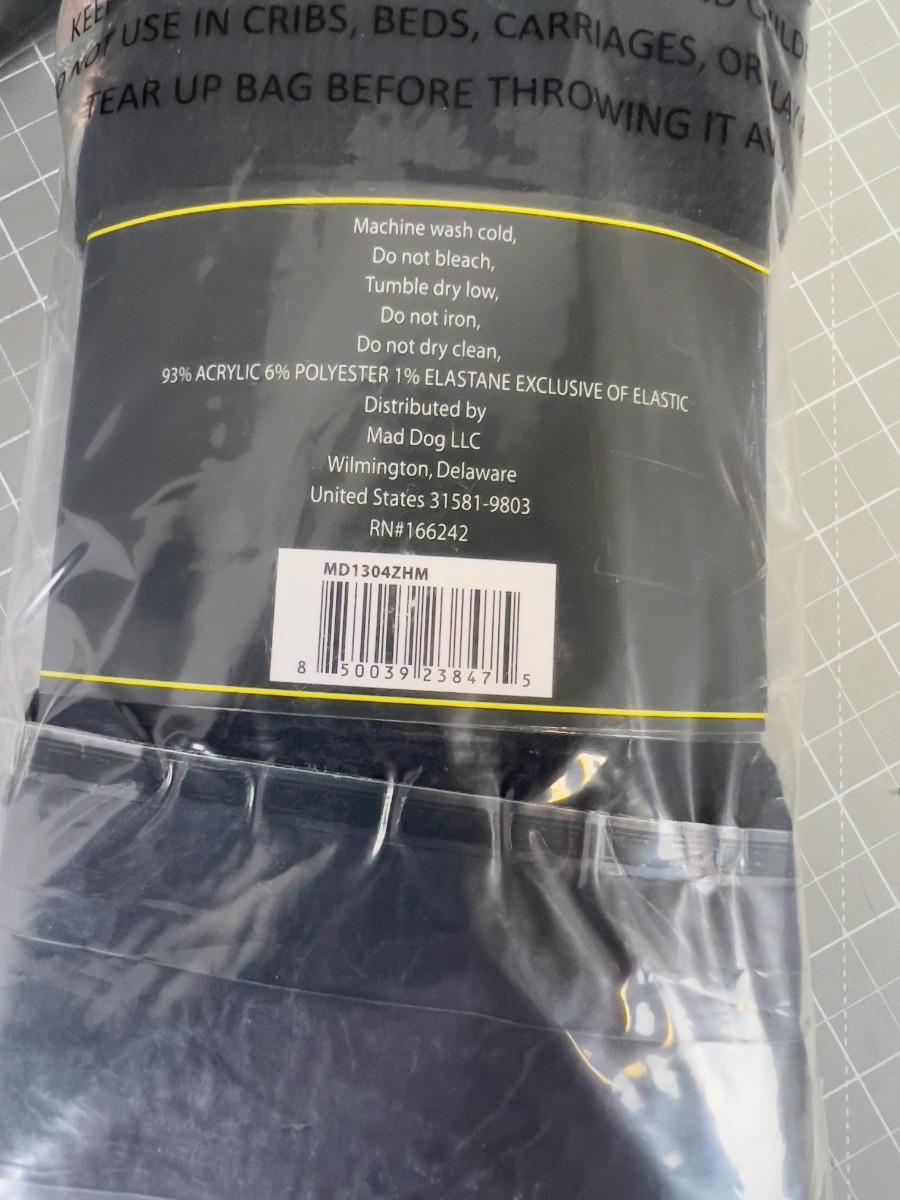 KEEP
DO NOT USE IN CRIBS, BEDS, CARRIAGES, OR
TEAR UP BAG BEFORE THROWING IT
Machine wash cold,
Do not bleach,
Tumble dry low,
Do not iron,
Do not dry clean,
93% ACRYLIC 6% POLYESTER 1% ELASTANE EXCLUSIVE OF ELASTIC
Distributed by
Mad Dog LLC
Wilmington, Delaware
United States 31581-9803
RN#166242
MD1304ZHM
8 50039 23847 5